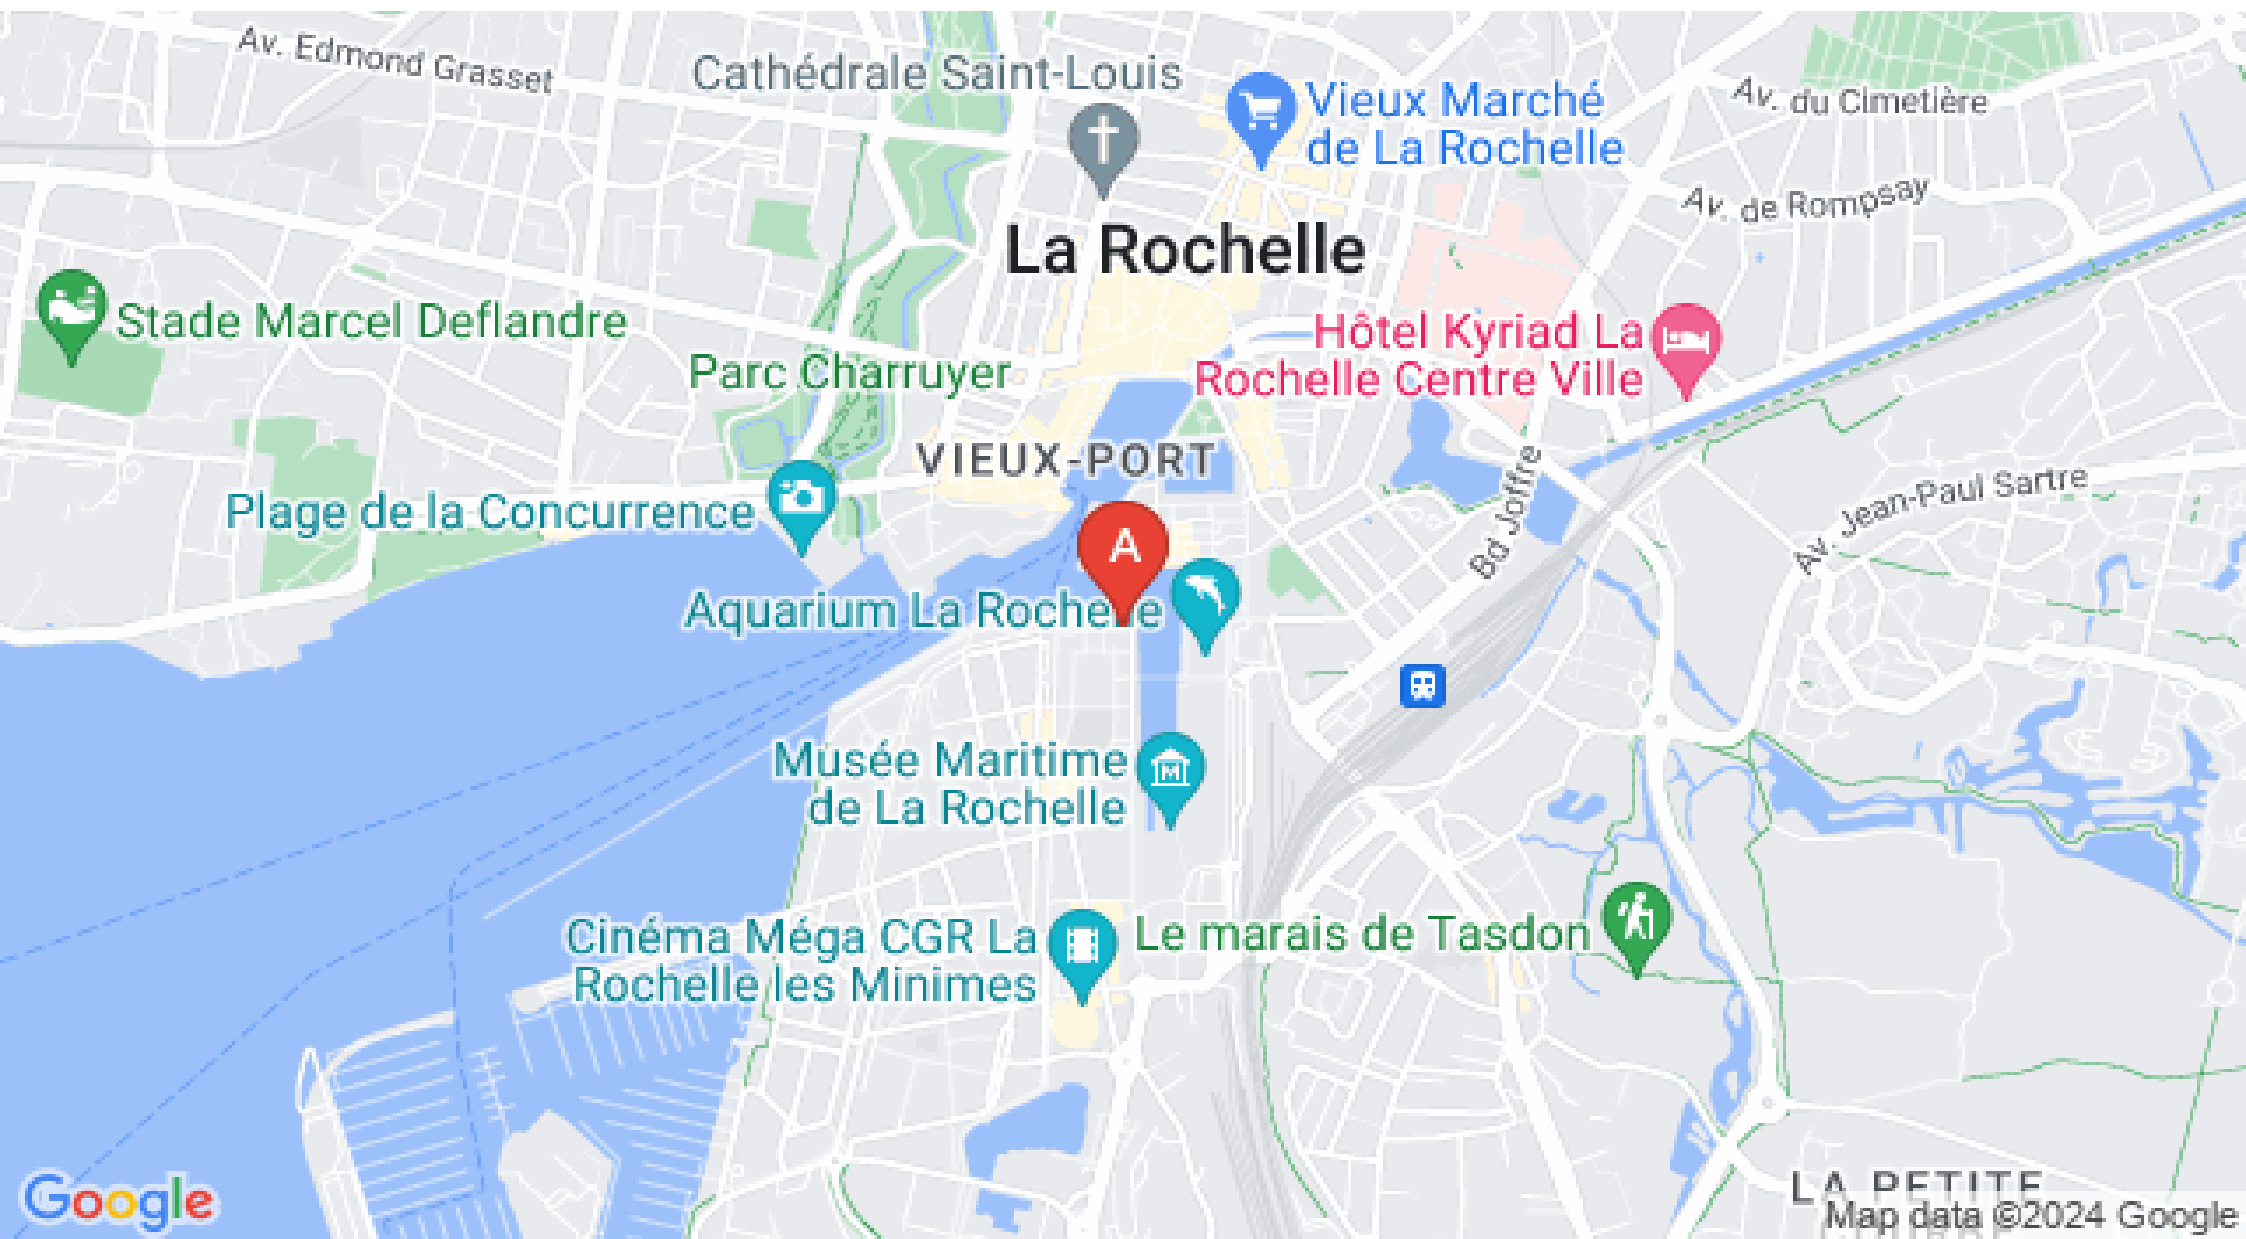 Av. Edmond Grasset
Cathédrale Saint-Louis
Vieux Marché
de La Rochelle
Av. du Cimetière
Av. de Rompsay
La Rochelle
Stade Marcel Deflandre
Parc Charruyer
Hôtel Kyriad La
Rochelle Centre Ville
VIEUX-PORT
Plage de la Concurrence
Bd Joffre
Av. Jean-Paul Sartre
A
Aquarium La Rochelle
Musée Maritime
de La Rochelle
M
Cinéma Méga CGR La
Rochelle les Minimes
Le marais de Tasdon
LA PETITE
Google
Map data ©2024 Google